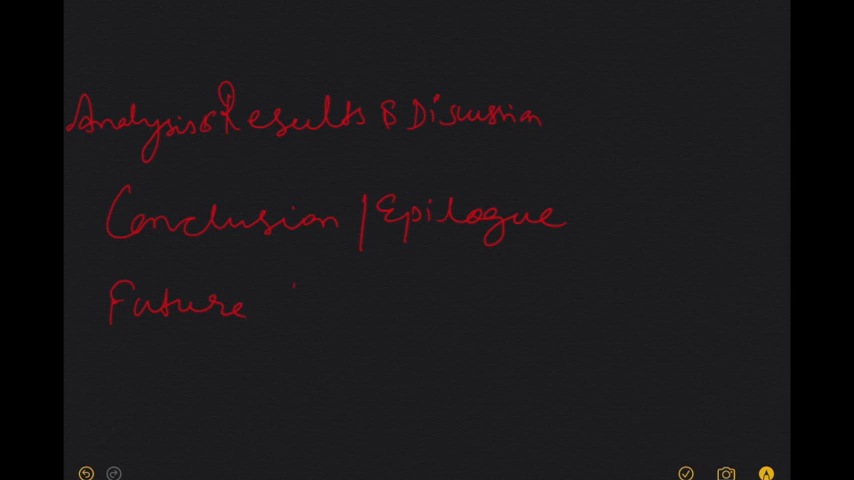 Analysis & Results & Discussion
Conclusion / Epilogue
Future